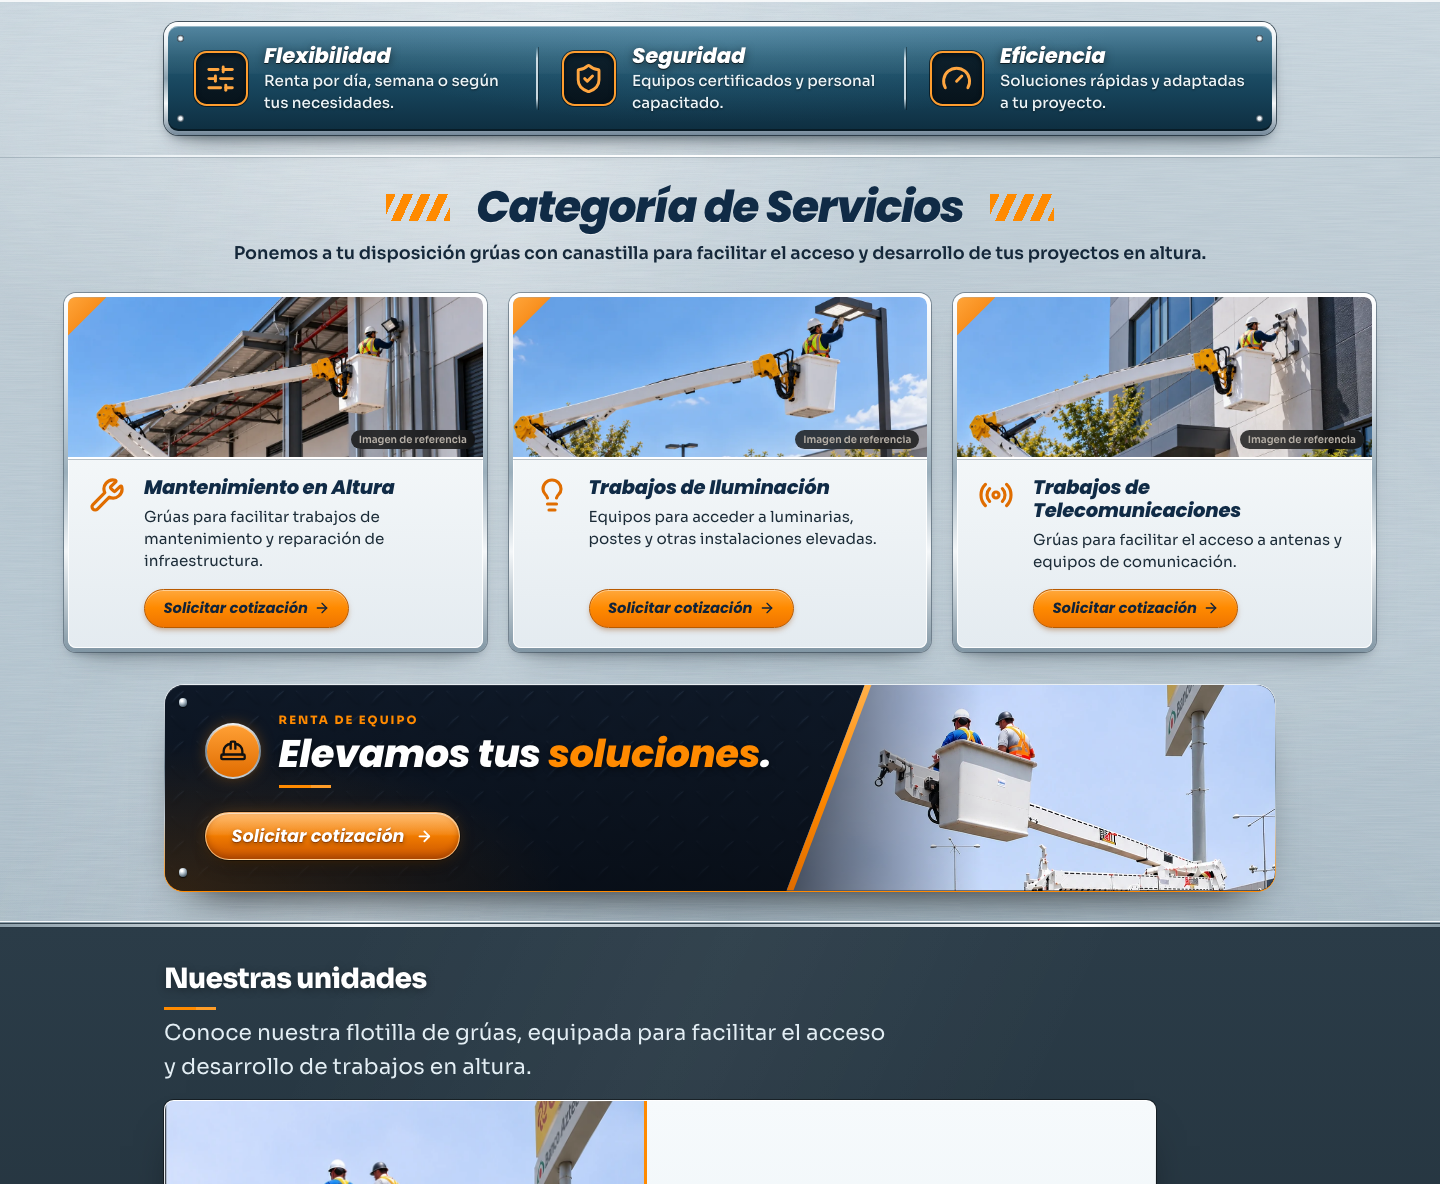 Flexibilidad
Renta por día, semana o según
tus necesidades.
Seguridad
Equipos certificados y personal
capacitado.
Eficiencia
Soluciones rápidas y adaptadas
a tu proyecto.
Categoría de Servicios
Ponemos a tu disposición grúas con canastilla para facilitar el acceso y desarrollo de tus proyectos en altura.
Imagen de referencia
Mantenimiento en Altura
Grúas para facilitar trabajos de
mantenimiento y reparación de
infraestructura.
Solicitar cotización
Imagen de referencia
Trabajos de Iluminación
Equipos para acceder a luminarias,
postes y otras instalaciones elevadas.
Solicitar cotización
Imagen de referencia
Trabajos de
Telecomunicaciones
Grúas para facilitar el acceso a antenas y
equipos de comunicación.
Solicitar cotización
RENTA DE EQUIPO
Elevamos tus soluciones.
Solicitar cotización
Banco
Nuestras unidades
Conoce nuestra flotilla de grúas, equipada para facilitar el acceso
y desarrollo de trabajos en altura.
Banco